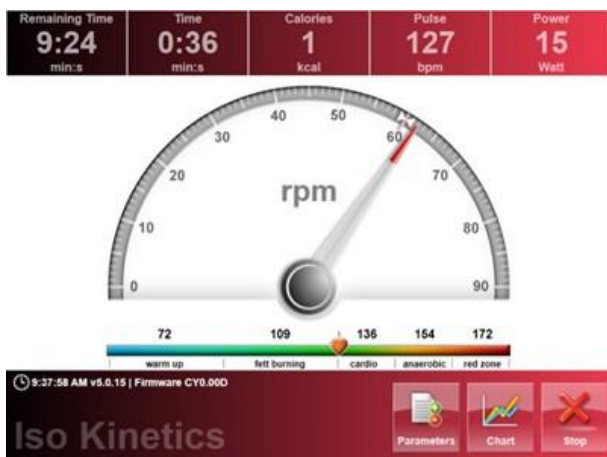 Remaining Time Time Calories Pulse Power
9:24 0:36 1 127 15
min:s min:s kcal bpm Watt
0 10 20 30 40 50 60 70 80 90
rpm
72 109 136 154 172
warm up fett burning cardio anaerobic red zone
9:37:58 AM v5.0.15 | Firmware CY0.00D
Iso Kinetics
Parameters Chart Stop